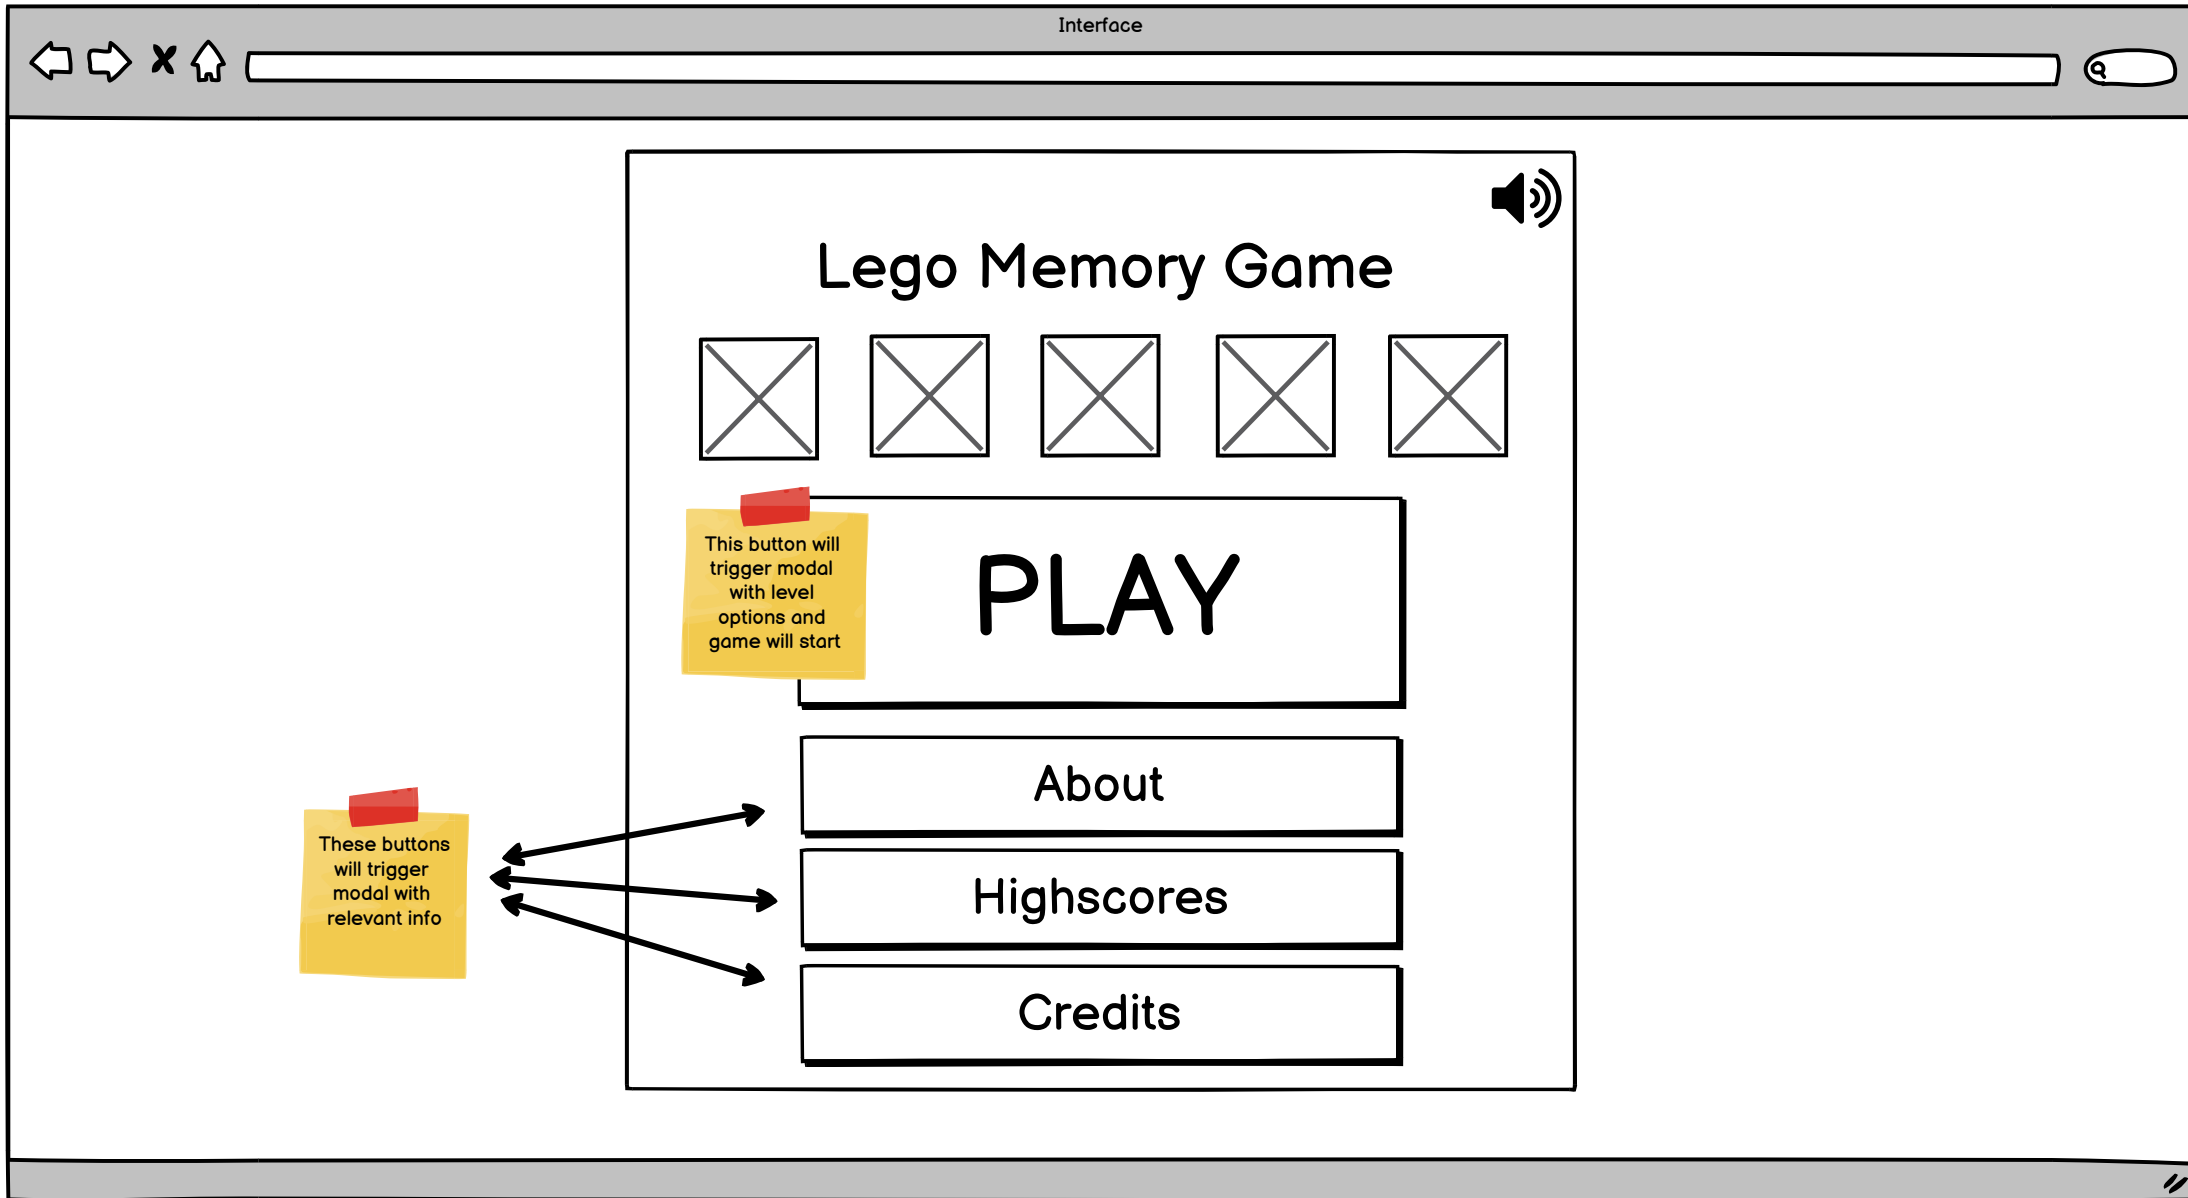 Interface
Lego Memory Game
This button will
trigger modal
with level
options and
game will start
PLAY
About
These buttons
will trigger
modal with
relevant info
Highscores
Credits